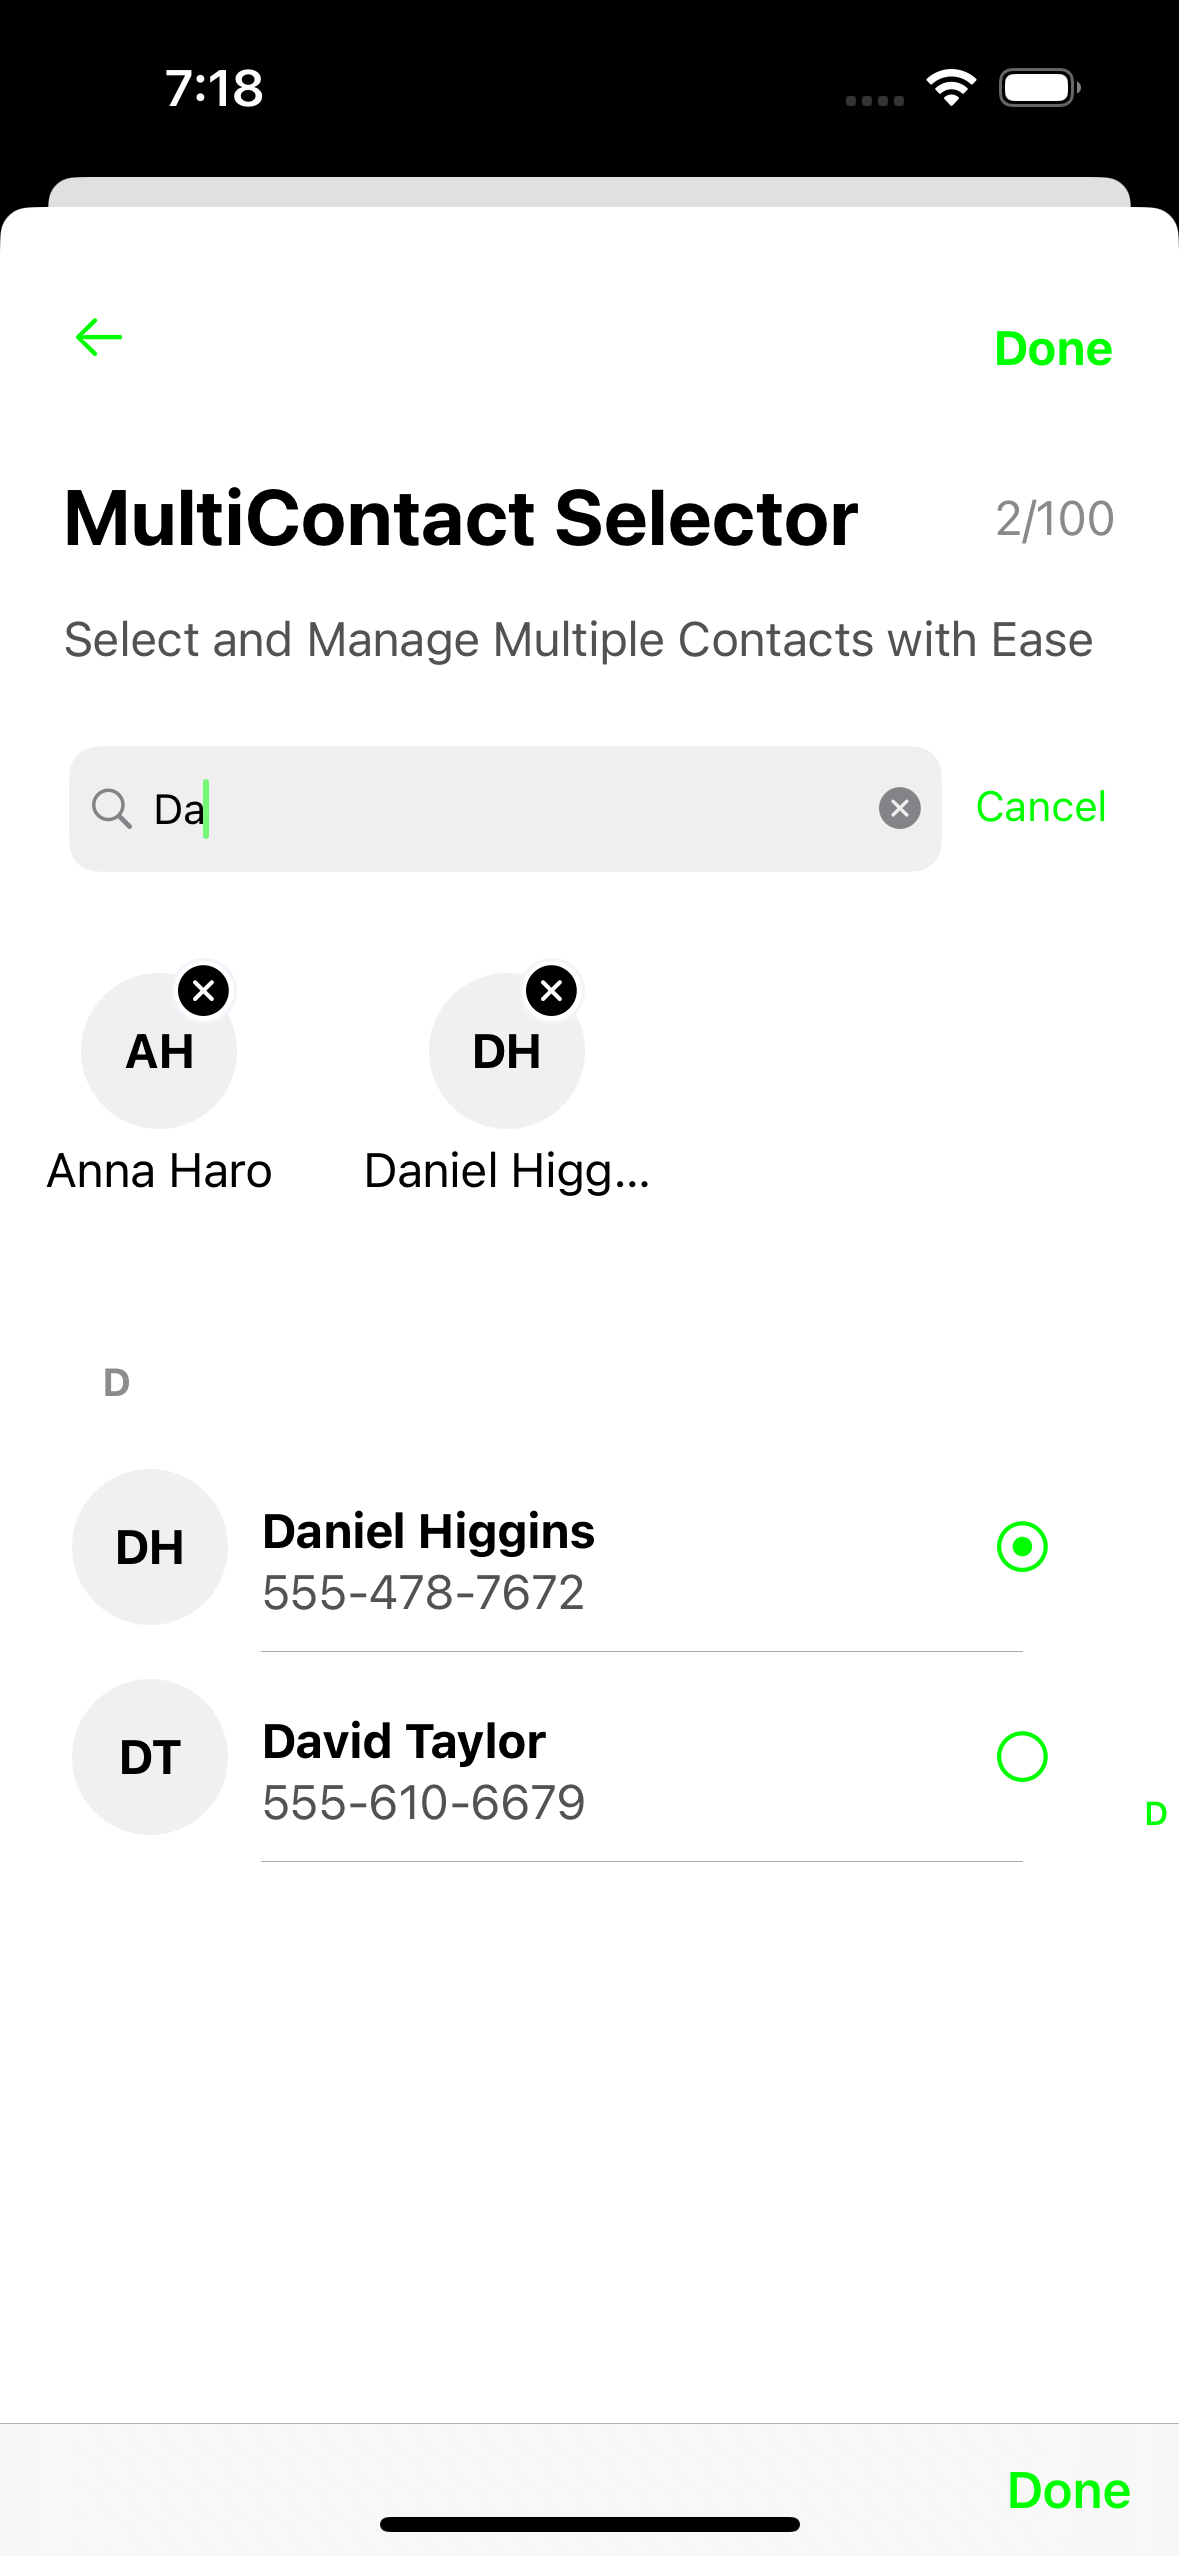 7:18
Done
MultiContact Selector
2/100
Select and Manage Multiple Contacts with Ease
Da
Cancel
AH
DH
Anna Haro
Daniel Higg...
D
DH
Daniel Higgins
555-478-7672
DT
David Taylor
555-610-6679
D
Done